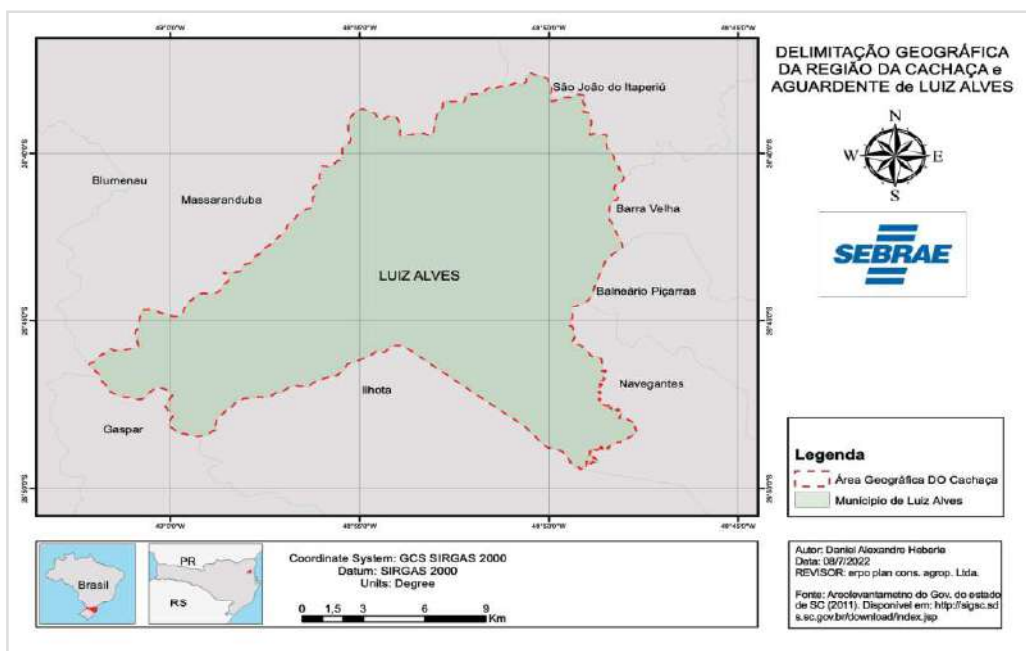 DELIMITAÇÃO GEOGRÁFICA
DA REGIÃO DA CACHAÇA e
AGUARDENTE de LUIZ ALVES
N
W E
S
SEBRAE
São João do Itaperiú
Blumenau
Massaranduba
Barra Velha
LUIZ ALVES
Balneário Piçarras
Ilhota
Navegantes
Gaspar
Legenda
Área Geográfica DO Cachaça
Município de Luiz Alves
Brasil
PR
RS
Coordinate System: GCS SIRGAS 2000
Datum: SIRGAS 2000
Units: Degree
0 1,5 3 6 9
Km
Autor: Daniel Alexandre Heberle
Data: 08/7/2022
REVISOR: erpo plan cons. agrop. Ltda.
Fonte: Areolevantametno do Gov. do estado
de SC (2011). Disponível em: http://sigsc.sd
s.sc.gov.br/download/index.jsp